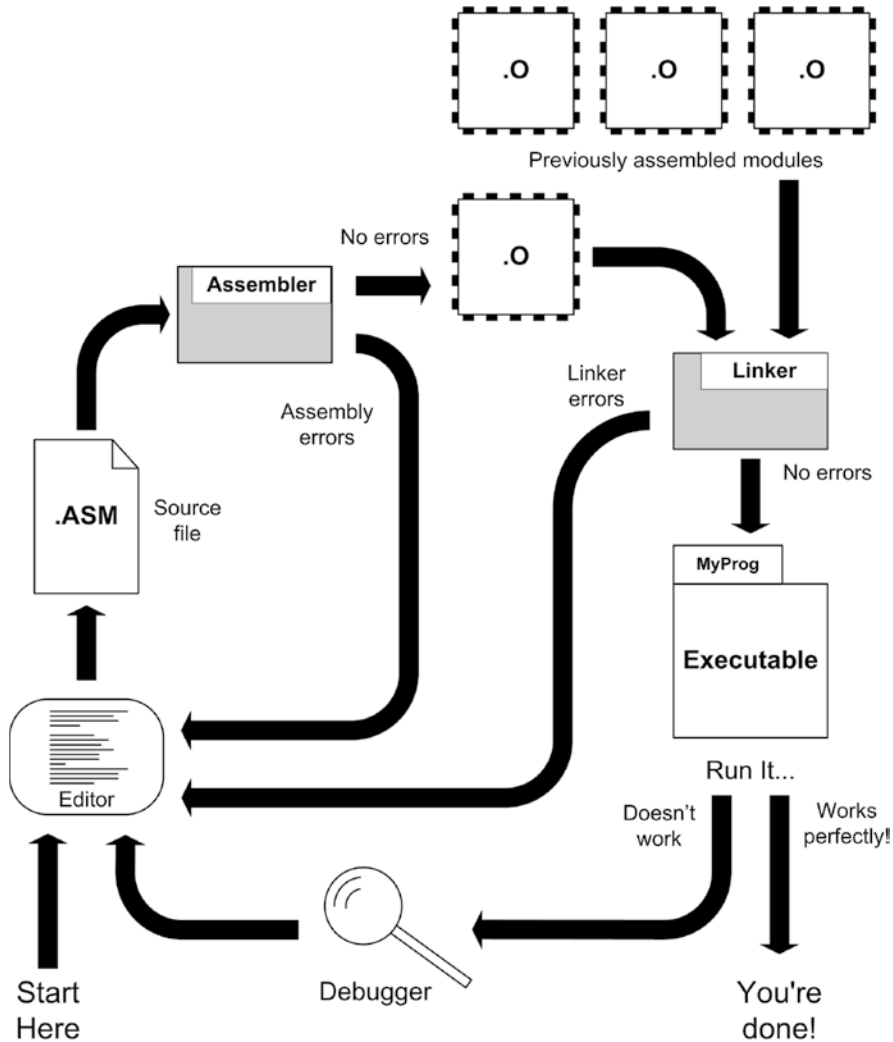 .O
.O
.O
Previously assembled modules
No errors
.O
Assembler
Linker
errors
Linker
Assembly
errors
No errors
.ASM
Source
file
MyProg
Executable
Editor
Run It...
Doesn't
work
Works
perfectly!
Debugger
Start
Here
You're
done!